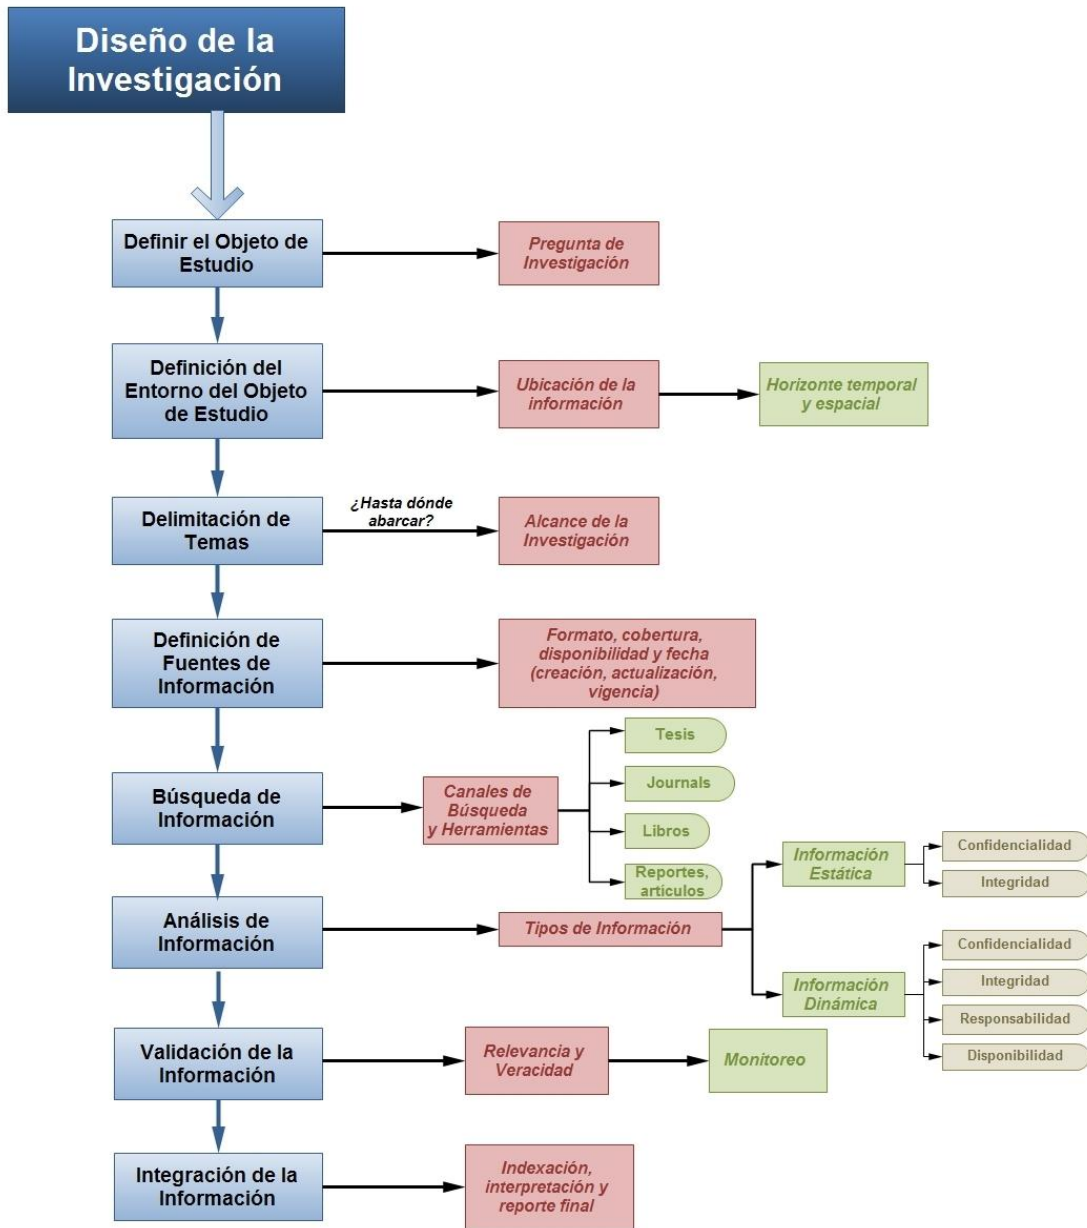 Diseño de la
Investigación
Definir el Objeto de
Estudio
Pregunta de
Investigación
Definición del
Entorno del Objeto
de Estudio
Ubicación de la
información
Horizonte temporal
y espacial
Delimitación de
Temas
¿Hasta dónde
abarcar?
Alcance de la
Investigación
Definición de
Fuentes de
Información
Formato, cobertura,
disponibilidad y fecha
(creación, actualización,
vigencia)
Búsqueda de
Información
Canales de
Búsqueda
y Herramientas
Tesis
Journals
Libros
Reportes,
artículos
Análisis de
Información
Tipos de Información
Información
Estática
Confidencialidad
Integridad
Información
Dinámica
Confidencialidad
Integridad
Responsabilidad
Disponibilidad
Validación de la
Información
Relevancia y
Veracidad
Monitoreo
Integración de la
Información
Indexación,
interpretación y
reporte final